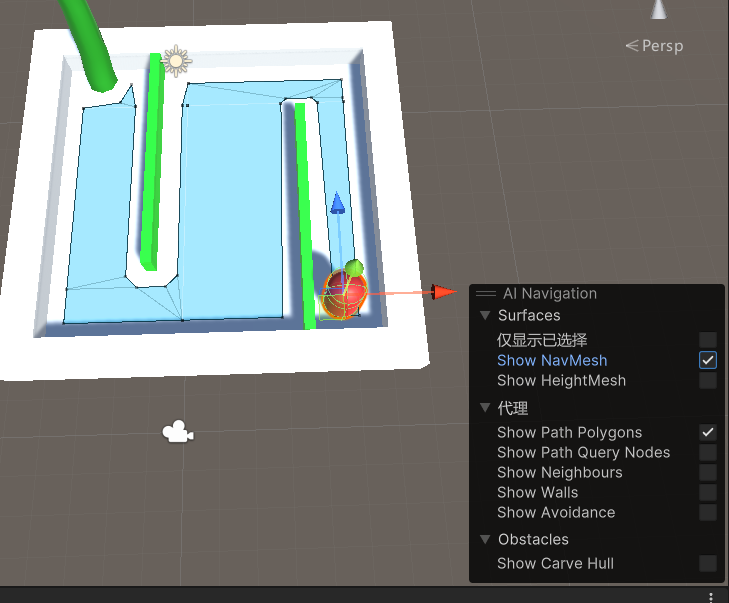 Persp
AI Navigation
Surfaces
仅显示已选择
Show NavMesh
Show HeightMesh
代理
Show Path Polygons
Show Path Query Nodes
Show Neighbours
Show Walls
Show Avoidance
Obstacles
Show Carve Hull